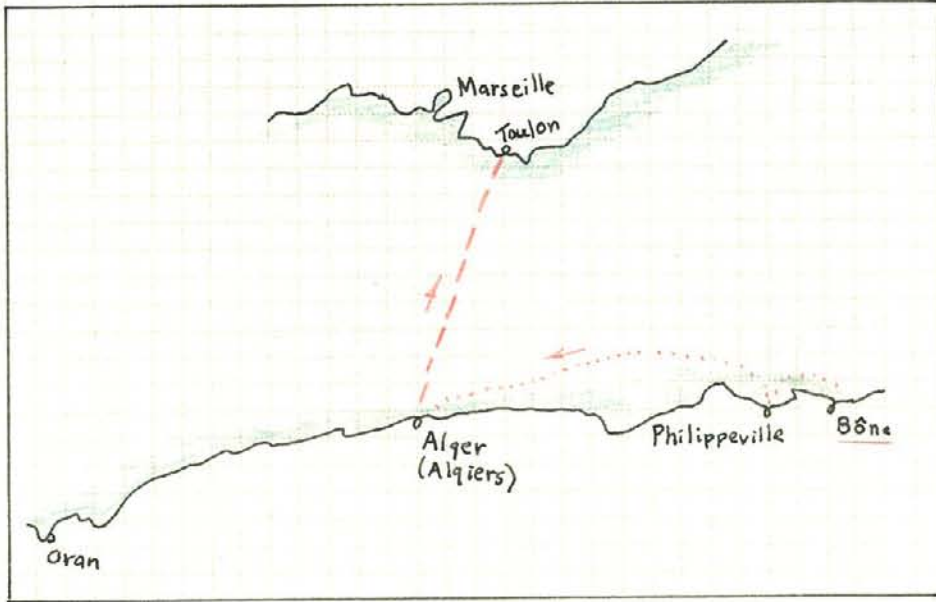 Marseille
Toulon
Alger
(Algiers)
Philippeville
Bône
Oran